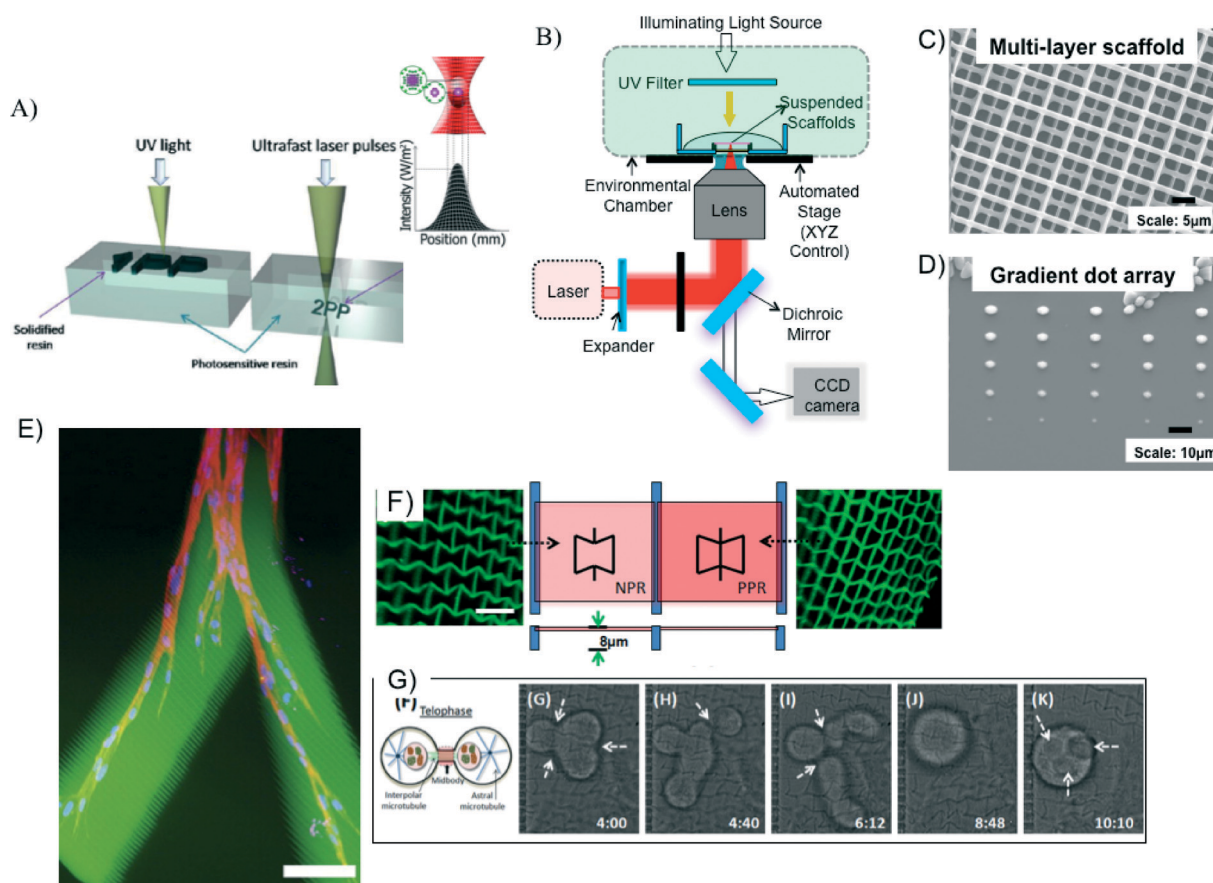 A)
UV light
Ultrafast laser pulses
Intensity (W/m²)
Position (mm)
1PP
2PP
Solidified
resin
Photosensitive resin
B)
Illuminating Light Source
UV Filter
Suspended
Scaffolds
Environmental
Chamber
Lens
Automated
Stage
(XYZ
Control)
Laser
Expander
Dichroic
Mirror
CCD
camera
C)
Multi-layer scaffold
Scale: 5µm
D)
Gradient dot array
Scale: 10µm
E)
F)
NPR
PPR
8µm
G)
(F)
Telophase
Midbody
Interpolar
microtubule
Astral
microtubule
(G)
4:00
(H)
4:40
(I)
6:12
(J)
8:48
(K)
10:10